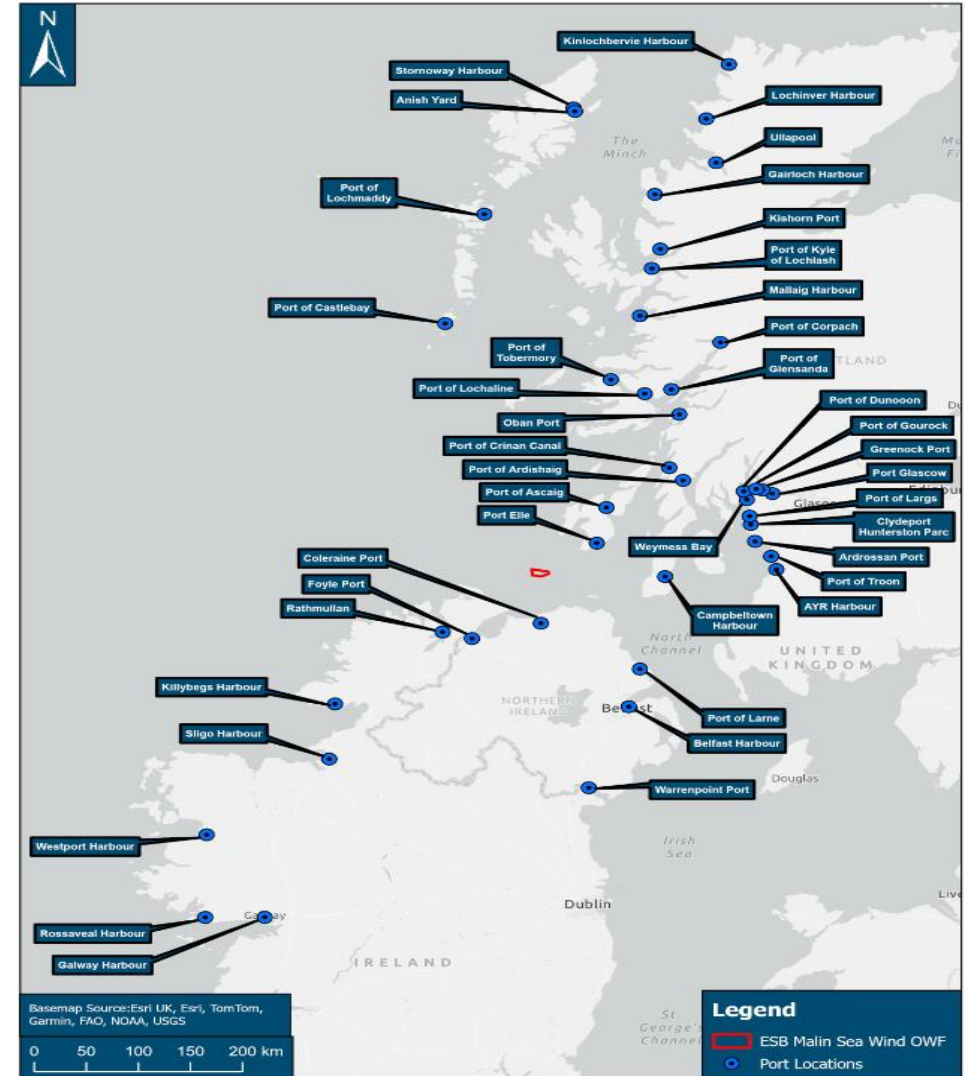 N
Kinlochbervie Harbour
Stornoway Harbour
Anish Yard
Lochinver Harbour
The
Minch
Ullapool
Gairloch Harbour
Port of
Lochmaddy
Kishorn Port
Port of Kyle
of Lochlash
Mallaig Harbour
Port of Castlebay
Port of Corpach
Port of
Tobermory
Port of
Glensanda
Port of Lochaline
Port of Dunooon
Oban Port
Port of Gourock
Port of Crinan Canal
Greenock Port
Port of Ardishaig
Port Glascow
Port of Ascaig
Port of Largs
Port Elle
Clydeport
Hunterston Parc
Weymess Bay
Coleraine Port
Ardrossan Port
Foyle Port
Port of Troon
Rathmullan
AYR Harbour
Campbeltown
Harbour
North
Channel
UNITED
KINGDOM
Killybegs Harbour
NORTHERN
IRELAND
Port of Larne
Sligo Harbour
Belfast Harbour
Douglas
Warrenpoint Port
Westport Harbour
Irish
Sea
Dublin
Rossaveal Harbour
Galway Harbour
IRELAND
Basemap Source:Esri UK, Esri, TomTom,
Garmin, FAO, NOAA, USGS
0 50 100 150 200 km
St.
George's
Channel
Legend
ESB Malin Sea Wind OWF
Port Locations